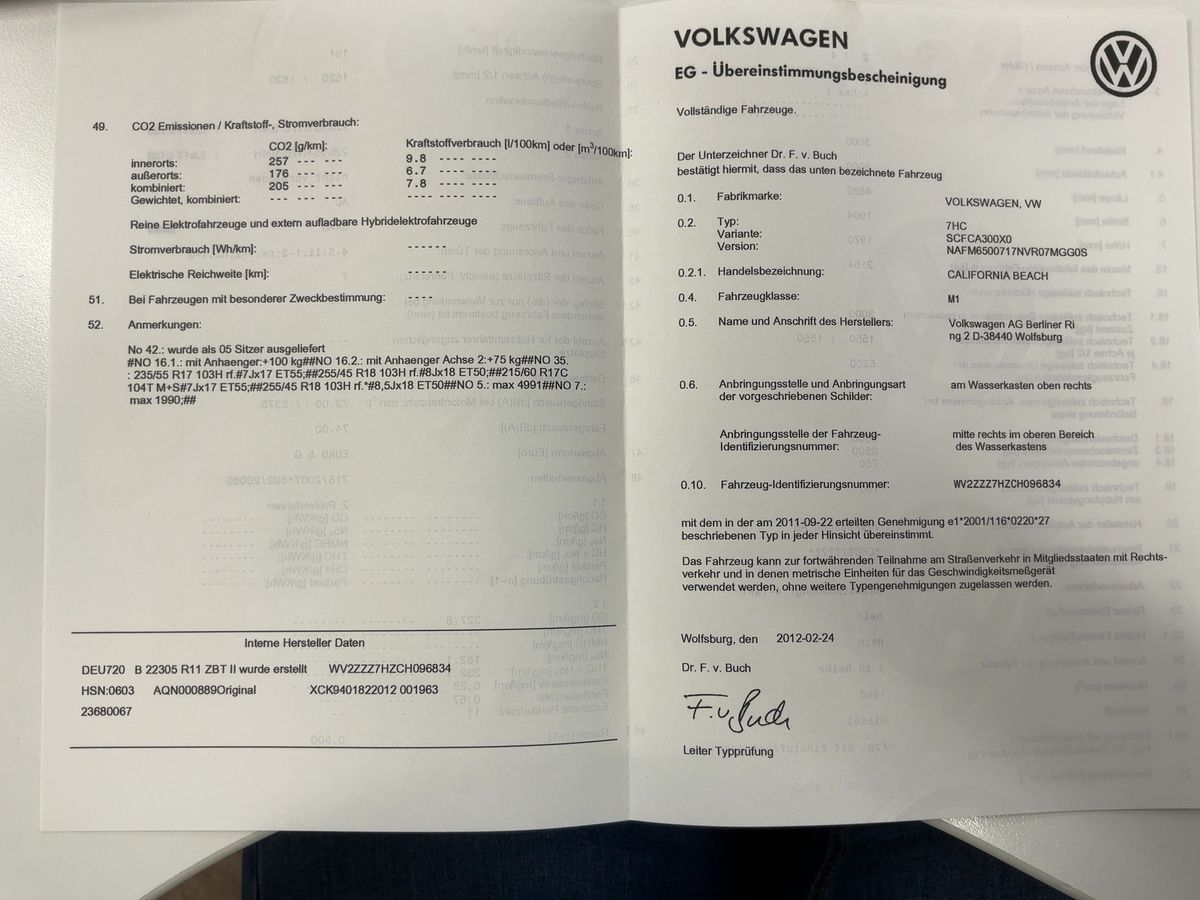 49. CO2 Emissionen / Kraftstoff-, Stromverbrauch:
CO2 [g/km]: Kraftstoffverbrauch [l/100km] oder [m³/100km]:
innerorts: 257 --- --- 9.8 ---- ----
außerorts: 176 --- --- 6.7 ---- ----
kombiniert: 205 --- --- 7.8 ---- ----
Gewichtet, kombiniert: --- --- --- --- ---- ----
Reine Elektrofahrzeuge und extern aufladbare Hybridelektrofahrzeuge
Stromverbrauch [Wh/km]: ------
Elektrische Reichweite [km]: ------
51. Bei Fahrzeugen mit besonderer Zweckbestimmung: ----
52. Anmerkungen:
No 42.: wurde als 05 Sitzer ausgeliefert
#NO 16.1.: mit Anhaenger:+100 kg##NO 16.2.: mit Anhaenger Achse 2:+75 kg##NO 35.
: 235/55 R17 103H rf.#7Jx17 ET55;##255/45 R18 103H rf.#8Jx18 ET50;##215/60 R17C
104T M+S#7Jx17 ET55;##255/45 R18 103H rf.*#8,5Jx18 ET50##NO 5.: max 4991##NO 7.:
max 1990;##
Interne Hersteller Daten
DEU720 B 22305 R11 ZBT II wurde erstellt WV2ZZZ7HZCH096834
HSN:0603 AQN000889Original XCK9401822012 001963
23680067
VOLKSWAGEN
EG - Übereinstimmungsbescheinigung
Vollständige Fahrzeuge.
Der Unterzeichner Dr. F. v. Buch
bestätigt hiermit, dass das unten bezeichnete Fahrzeug
0.1. Fabrikmarke: VOLKSWAGEN, VW
0.2. Typ: 7HC
Variante: SCFCA300X0
Version: NAFM6500717NVR07MGG0S
0.2.1. Handelsbezeichnung: CALIFORNIA BEACH
0.4. Fahrzeugklasse: M1
0.5. Name und Anschrift des Herstellers: Volkswagen AG Berliner Ri
ng 2 D-38440 Wolfsburg
0.6. Anbringungsstelle und Anbringungsart am Wasserkasten oben rechts
der vorgeschriebenen Schilder:
Anbringungsstelle der Fahrzeug- mitte rechts im oberen Bereich
Identifizierungsnummer: des Wasserkastens
0.10. Fahrzeug-Identifizierungsnummer: WV2ZZZ7HZCH096834
mit dem in der am 2011-09-22 erteilten Genehmigung e1*2001/116*0220*27
beschriebenen Typ in jeder Hinsicht übereinstimmt.
Das Fahrzeug kann zur fortwährenden Teilnahme am Straßenverkehr in Mitgliedsstaaten mit Rechts-
verkehr und in denen metrische Einheiten für das Geschwindigkeitsmeßgerät
verwendet werden, ohne weitere Typengenehmigungen zugelassen werden.
Wolfsburg, den 2012-02-24
Dr. F. v. Buch
F. v. Buch
Leiter Typprüfung